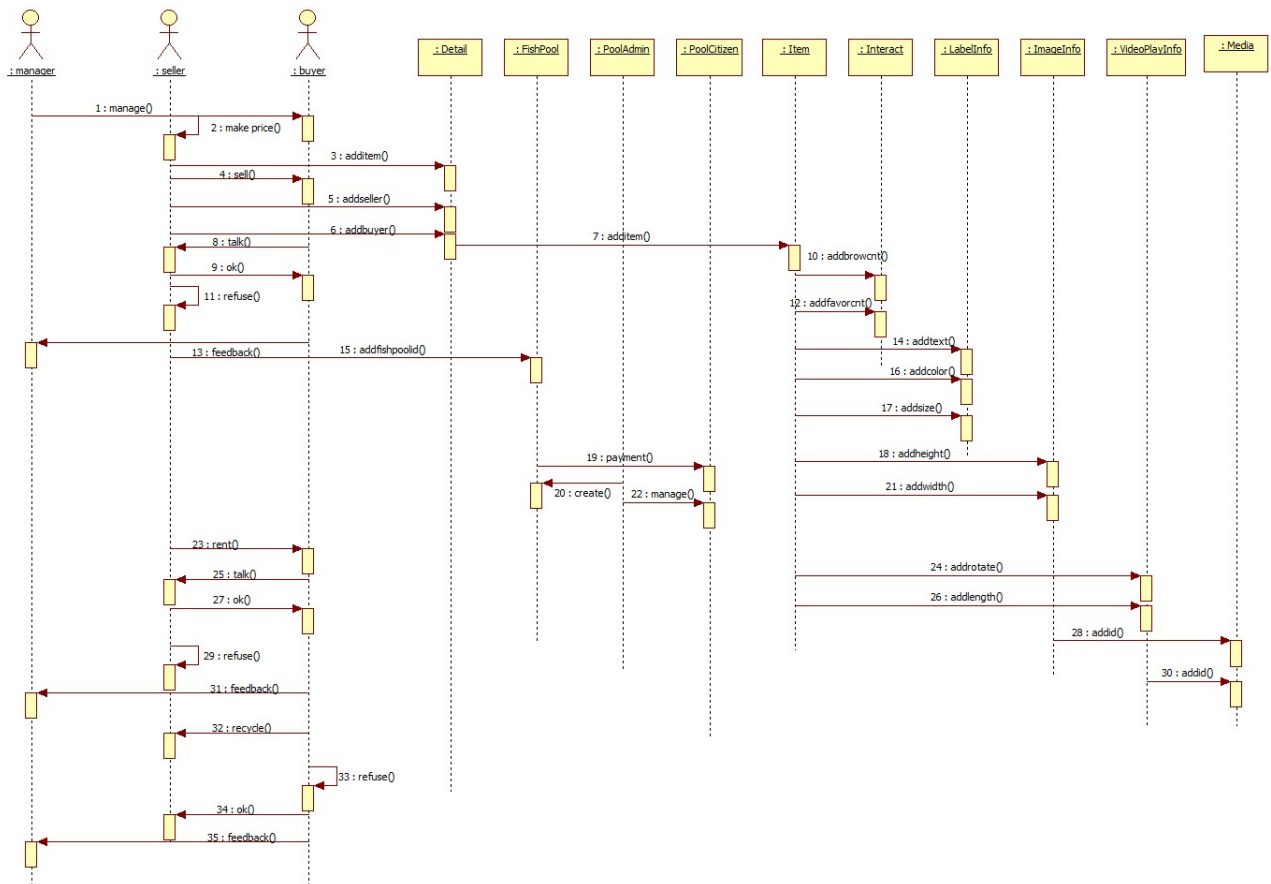 : manager
: seller
: buyer
: Detail
: FishPool
: PoolAdmin
: PoolCitizen
: Item
: Interact
: LabelInfo
: ImageInfo
: VideoPlayInfo
: Media
1 : manage()
2 : make price()
3 : additem()
4 : sell()
5 : addseller()
6 : addbuyer()
7 : additem()
8 : talk()
9 : ok()
10 : addbrowcnt()
11 : refuse()
12 : addfavorcnt()
13 : feedback()
14 : addtext()
15 : addfishpoolid()
16 : addcolor()
17 : addsize()
18 : addheight()
19 : payment()
20 : create()
21 : addwidth()
22 : manage()
23 : rent()
24 : addrotate()
25 : talk()
26 : addlength()
27 : ok()
28 : addid()
29 : refuse()
30 : addid()
31 : feedback()
32 : recycle()
33 : refuse()
34 : ok()
35 : feedback()